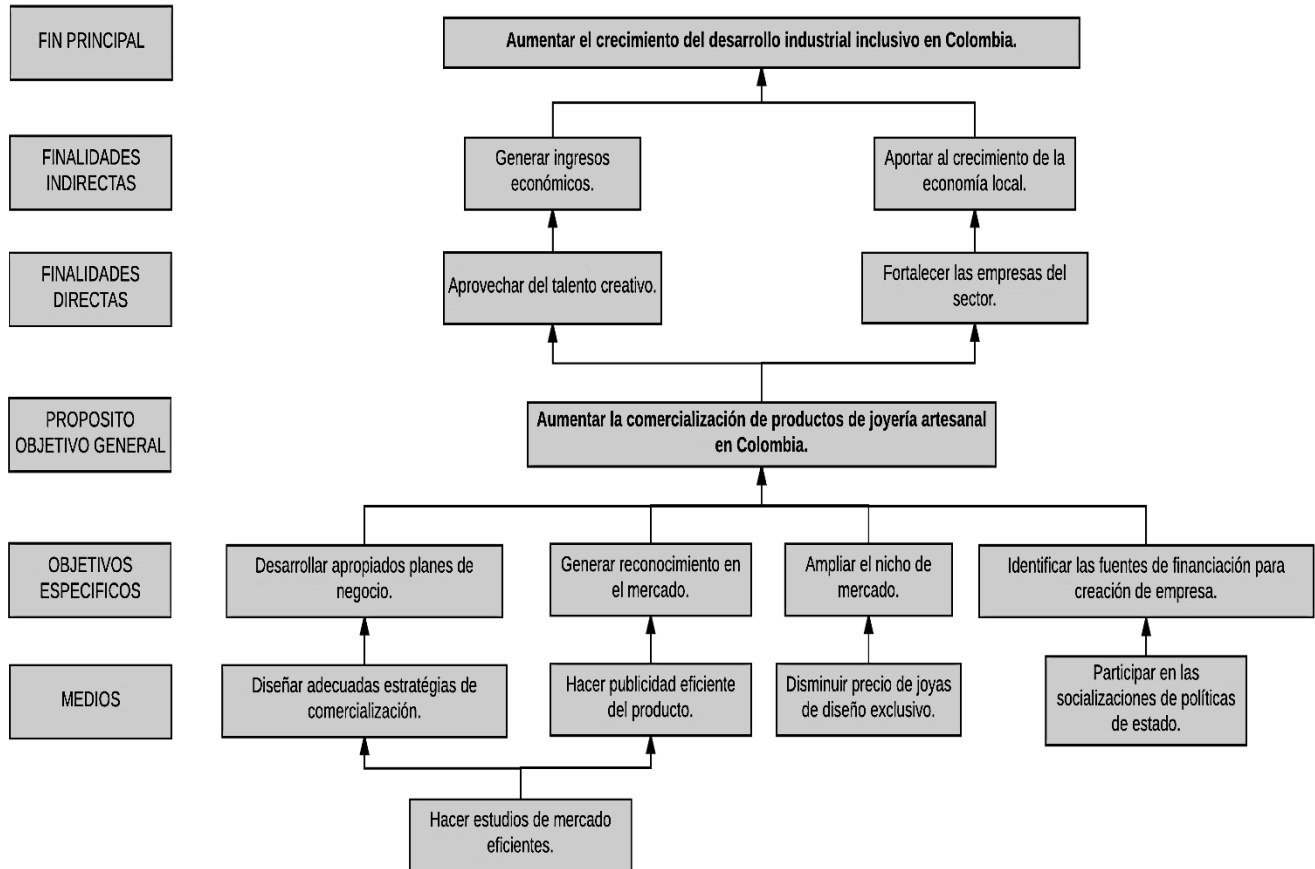 FIN PRINCIPAL
Aumentar el crecimiento del desarrollo industrial inclusivo en Colombia.
FINALIDADES
INDIRECTAS
Generar ingresos
económicos.
Aportar al crecimiento de la
economía local.
FINALIDADES
DIRECTAS
Aprovechar del talento creativo.
Fortalecer las empresas del
sector.
PROPOSITO
OBJETIVO GENERAL
Aumentar la comercialización de productos de joyería artesanal
en Colombia.
OBJETIVOS
ESPECIFICOS
Desarrollar apropiados planes de
negocio.
Generar reconocimiento en
el mercado.
Ampliar el nicho de
mercado.
Identificar las fuentes de financiación para
creación de empresa.
MEDIOS
Diseñar adecuadas estratégias de
comercialización.
Hacer publicidad eficiente
del producto.
Disminuir precio de joyas
de diseño exclusivo.
Participar en las
socializaciones de políticas
de estado.
Hacer estudios de mercado
eficientes.